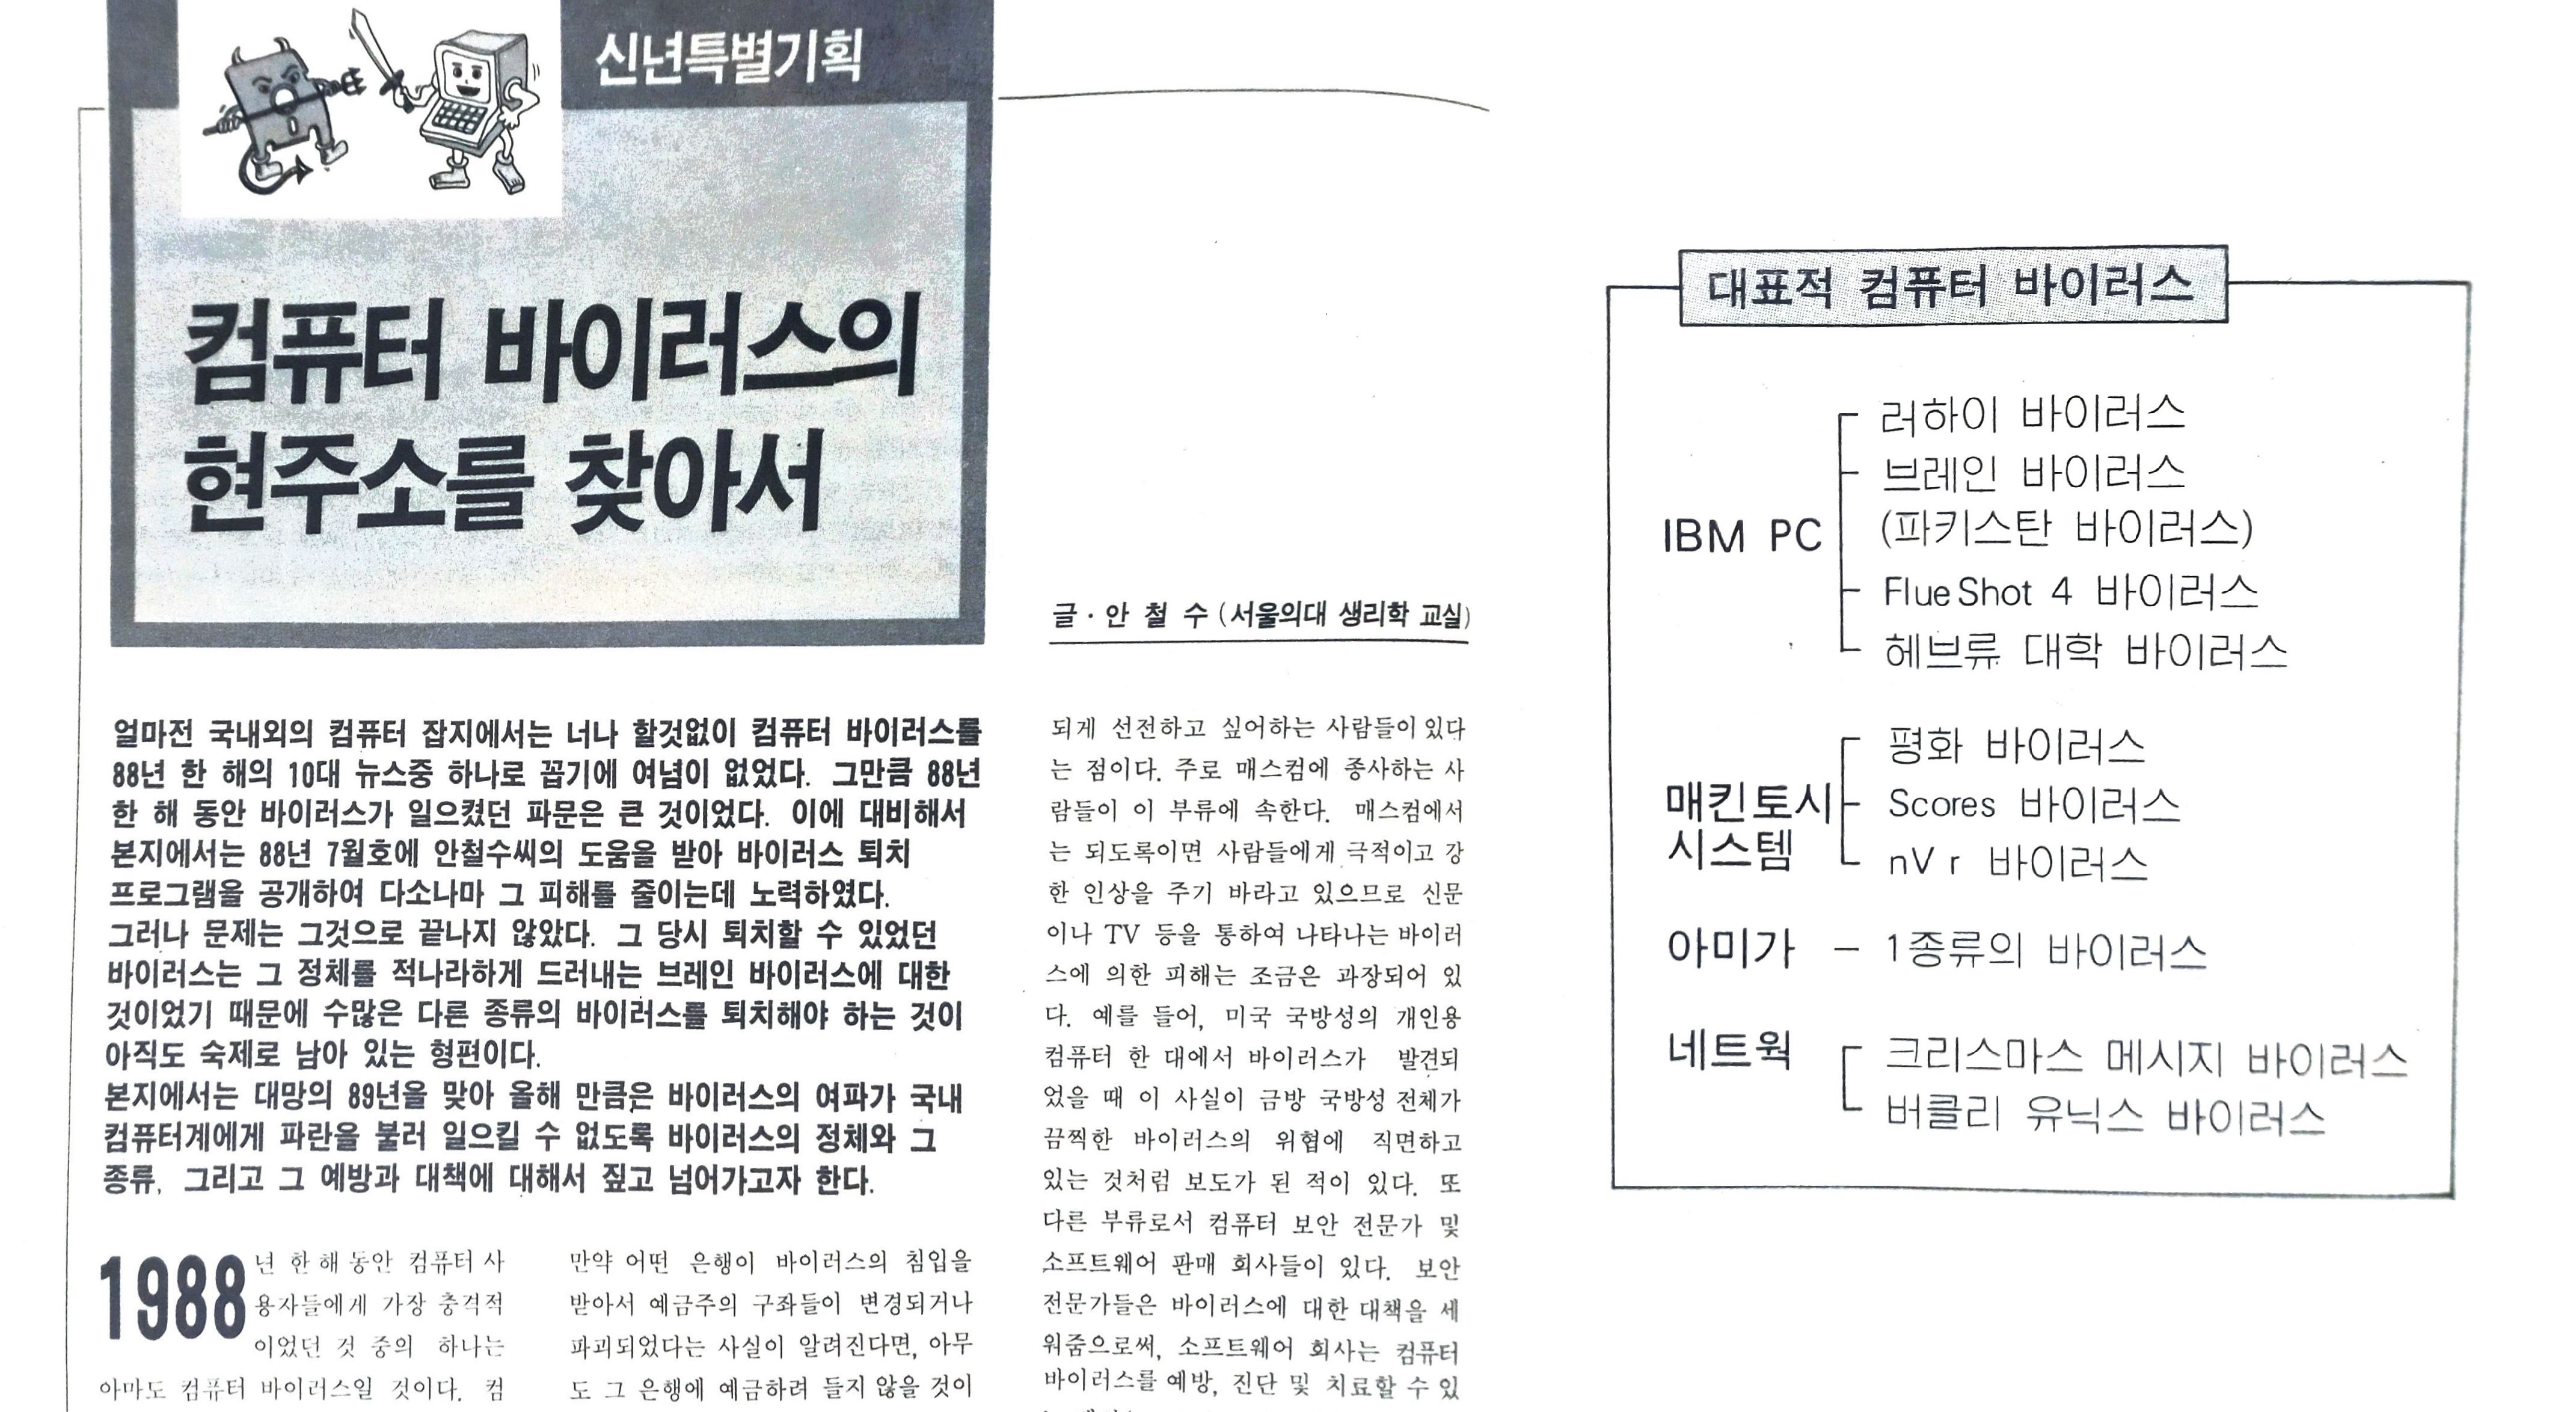 신년특별기획
컴퓨터 바이러스의
현주소를 찾아서
글·안 철 수 (서울의대 생리학 교실)
얼마전 국내외의 컴퓨터 잡지에서는 너나 할것없이 컴퓨터 바이러스를
88년 한 해의 10대 뉴스중 하나로 꼽기에 여념이 없었다. 그만큼 88년
한 해 동안 바이러스가 일으켰던 파문은 큰 것이었다. 이에 대비해서
본지에서는 88년 7월호에 안철수씨의 도움을 받아 바이러스 퇴치
프로그램을 공개하여 다소나마 그 피해를 줄이는데 노력하였다.
그러나 문제는 그것으로 끝나지 않았다. 그 당시 퇴치할 수 있었던
바이러스는 그 정체를 적나라하게 드러내는 브레인 바이러스에 대한
것이었기 때문에 수많은 다른 종류의 바이러스를 퇴치해야 하는 것이
아직도 숙제로 남아 있는 형편이다.
본지에서는 대망의 89년을 맞아 올해 만큼은 바이러스의 여파가 국내
컴퓨터계에게 파란을 불러 일으킬 수 없도록 바이러스의 정체와 그
종류, 그리고 그 예방과 대책에 대해서 짚고 넘어가고자 한다.
1988년 한 해 동안 컴퓨터 사
용자들에게 가장 충격적
이었던 것 중의 하나는
아마도 컴퓨터 바이러스일 것이다. 컴
만약 어떤 은행이 바이러스의 침입을
받아서 예금주의 구좌들이 변경되거나
파괴되었다는 사실이 알려진다면, 아무
도 그 은행에 예금하려 들지 않을 것이
되게 선전하고 싶어하는 사람들이 있다
는 점이다. 주로 매스컴에 종사하는 사
람들이 이 부류에 속한다. 매스컴에서
는 되도록이면 사람들에게 극적이고 강
한 인상을 주기 바라고 있으므로 신문
이나 TV 등을 통하여 나타나는 바이러
스에 의한 피해는 조금은 과장되어 있
다. 예를 들어, 미국 국방성의 개인용
컴퓨터 한 대에서 바이러스가 발견되
었을 때 이 사실이 금방 국방성 전체가
끔찍한 바이러스의 위협에 직면하고
있는 것처럼 보도가 된 적이 있다. 또
다른 부류로서 컴퓨터 보안 전문가 및
소프트웨어 판매 회사들이 있다. 보안
전문가들은 바이러스에 대한 대책을 세
워줌으로써, 소프트웨어 회사는 컴퓨터
바이러스를 예방, 진단 및 치료할 수 있
대표적 컴퓨터 바이러스
IBM PC
러하이 바이러스
브레인 바이러스
(파키스탄 바이러스)
FlueShot 4 바이러스
헤브류 대학 바이러스
매킨토시
시스템
평화 바이러스
Scores 바이러스
nV r 바이러스
아미가 - 1종류의 바이러스
네트웍
크리스마스 메시지 바이러스
버클리 유닉스 바이러스